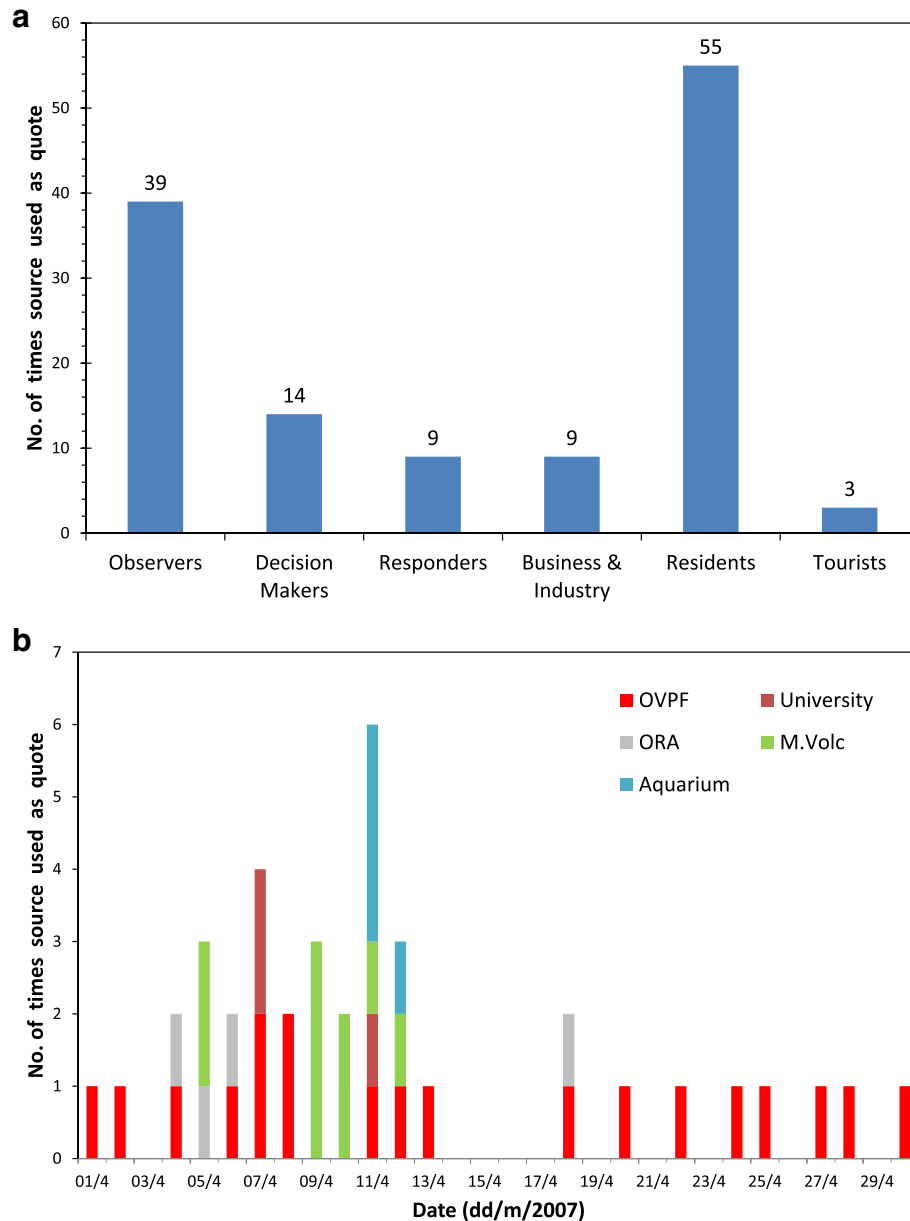 a
No. of times source used as quote
60
50
40
30
20
10
0
39
14
9
9
55
3
Observers
Decision
Makers
Responders
Business &
Industry
Residents
Tourists
b
No. of times source used as quote
7
6
5
4
3
2
1
0
OVPF
University
ORA
M.Volc
Aquarium
01/4 03/4 05/4 07/4 09/4 11/4 13/4 15/4 17/4 19/4 21/4 23/4 25/4 27/4 29/4
Date (dd/m/2007)